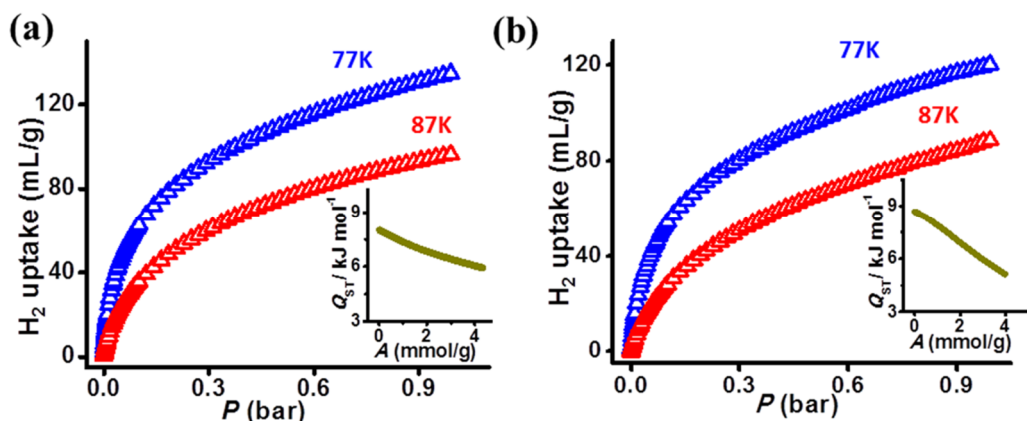 (a)
H₂ uptake (mL/g)
120
80
40
0
77K
87K
Q_ST / kJ mol⁻¹
9
6
3
0
2
4
A (mmol/g)
0.0
0.3
0.6
0.9
P (bar)
(b)
H₂ uptake (mL/g)
120
80
40
0
77K
87K
Q_ST / kJ mol⁻¹
9
6
3
0
2
4
A (mmol/g)
0.0
0.3
0.6
0.9
P (bar)